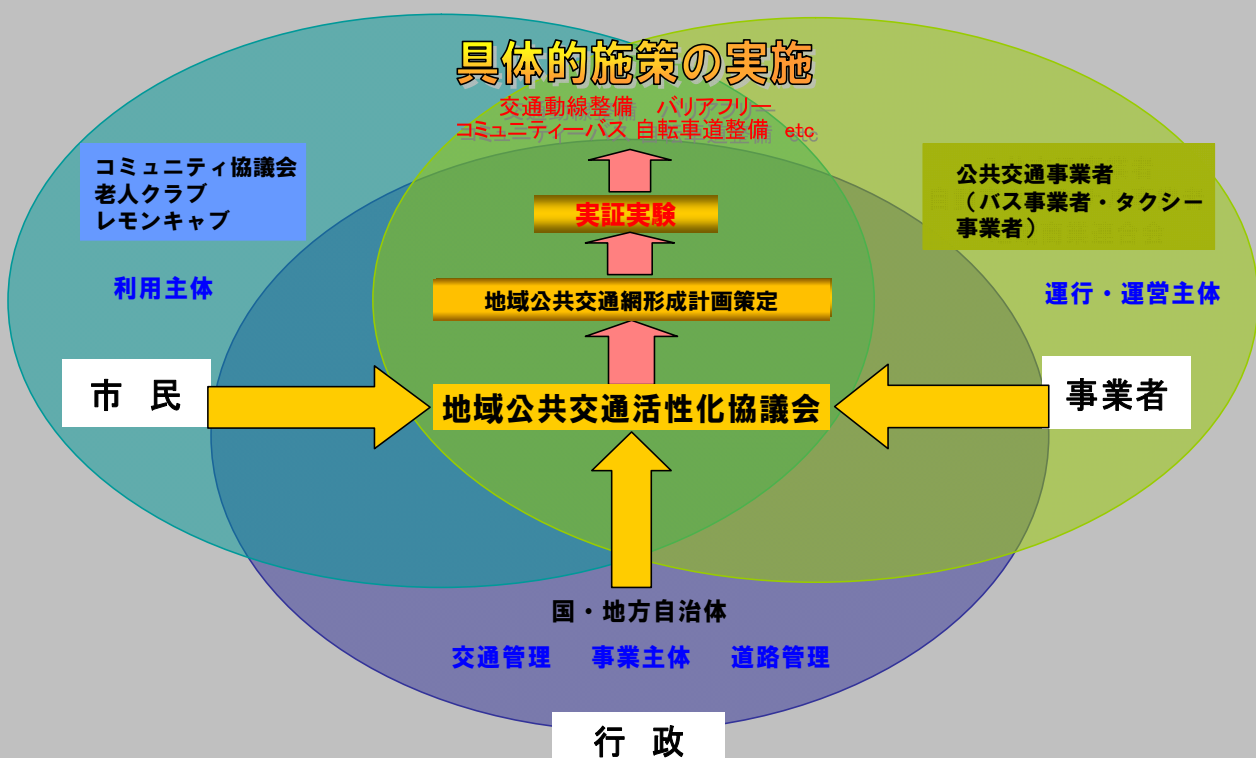 具体的施策の実施
交通動線整備　バリアフリー
コミュニティーバス 自転車道整備 etc
コミュニティ協議会
老人クラブ
レモンキャブ
利用主体
公共交通事業者
（バス事業者・タクシー
事業者）
運行・運営主体
実証実験
地域公共交通網形成計画策定
市　民
地域公共交通活性化協議会
事業者
国・地方自治体
交通管理　事業主体　道路管理
行　政